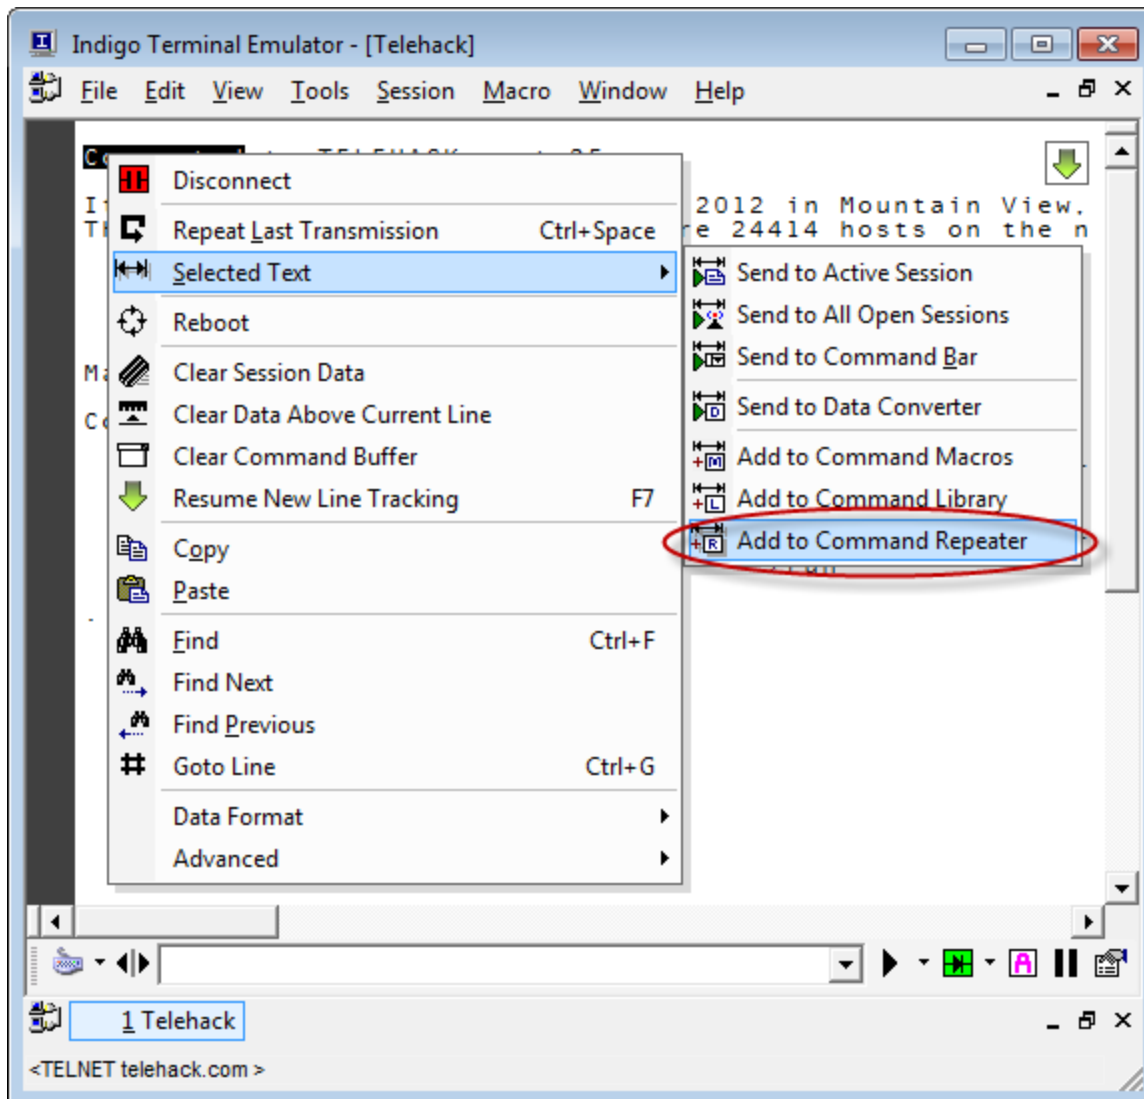 Indigo Terminal Emulator - [Telehack]
File Edit View Tools Session Macro Window Help
2012 in Mountain View.
24414 hosts on the n
Disconnect
Repeat Last Transmission Ctrl+Space
Selected Text
Reboot
Clear Session Data
Clear Data Above Current Line
Clear Command Buffer
Resume New Line Tracking F7
Copy
Paste
Find Ctrl+F
Find Next
Find Previous
Goto Line Ctrl+G
Data Format
Advanced
Send to Active Session
Send to All Open Sessions
Send to Command Bar
Send to Data Converter
Add to Command Macros
Add to Command Library
Add to Command Repeater
1 Telehack
<TELNET telehack.com >